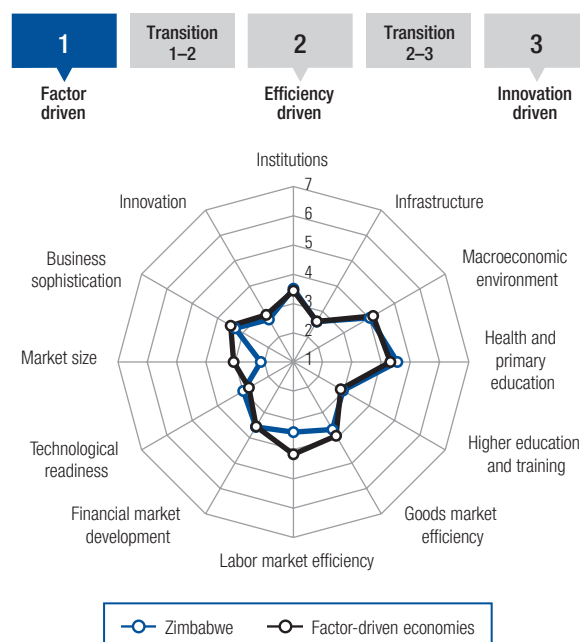 1
Transition
1–2
2
Transition
2–3
3
Factor
driven
Efficiency
driven
Innovation
driven
Institutions
Innovation
7
Infrastructure
6
Business
sophistication
5
Macroeconomic
environment
4
3
2
Market size
1
Health and
primary
education
Technological
readiness
Higher education
and training
Financial market
development
Goods market
efficiency
Labor market efficiency
Zimbabwe
Factor-driven economies